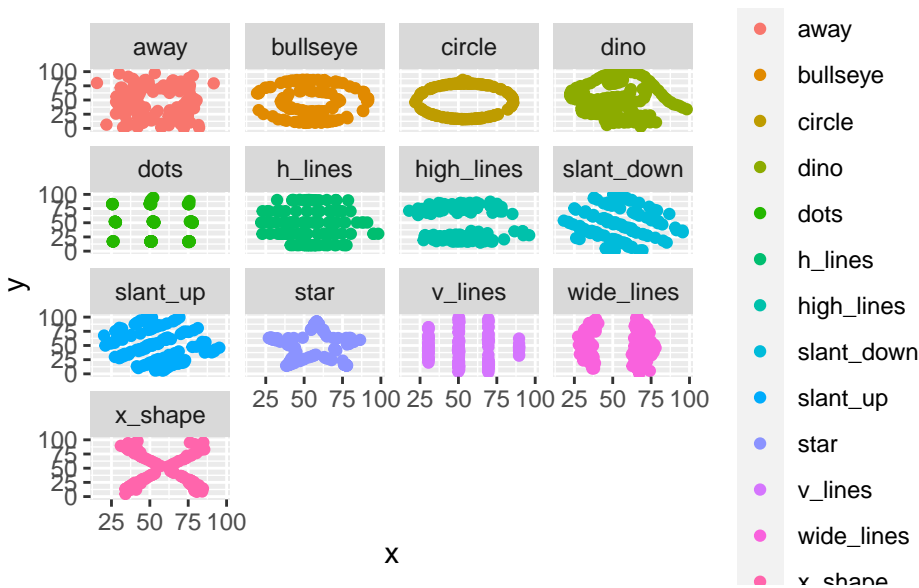 away bullseye circle dino
100
75
50
25
0
dots h_lines high_lines slant_down
100
75
50
25
0
slant_up star v_lines wide_lines
100
75
50
25
0
25 50 75 100 25 50 75 100 25 50 75 100
x_shape
100
75
50
25
0
25 50 75 100
x
y
away
bullseye
circle
dino
dots
h_lines
high_lines
slant_down
slant_up
star
v_lines
wide_lines
x_shape